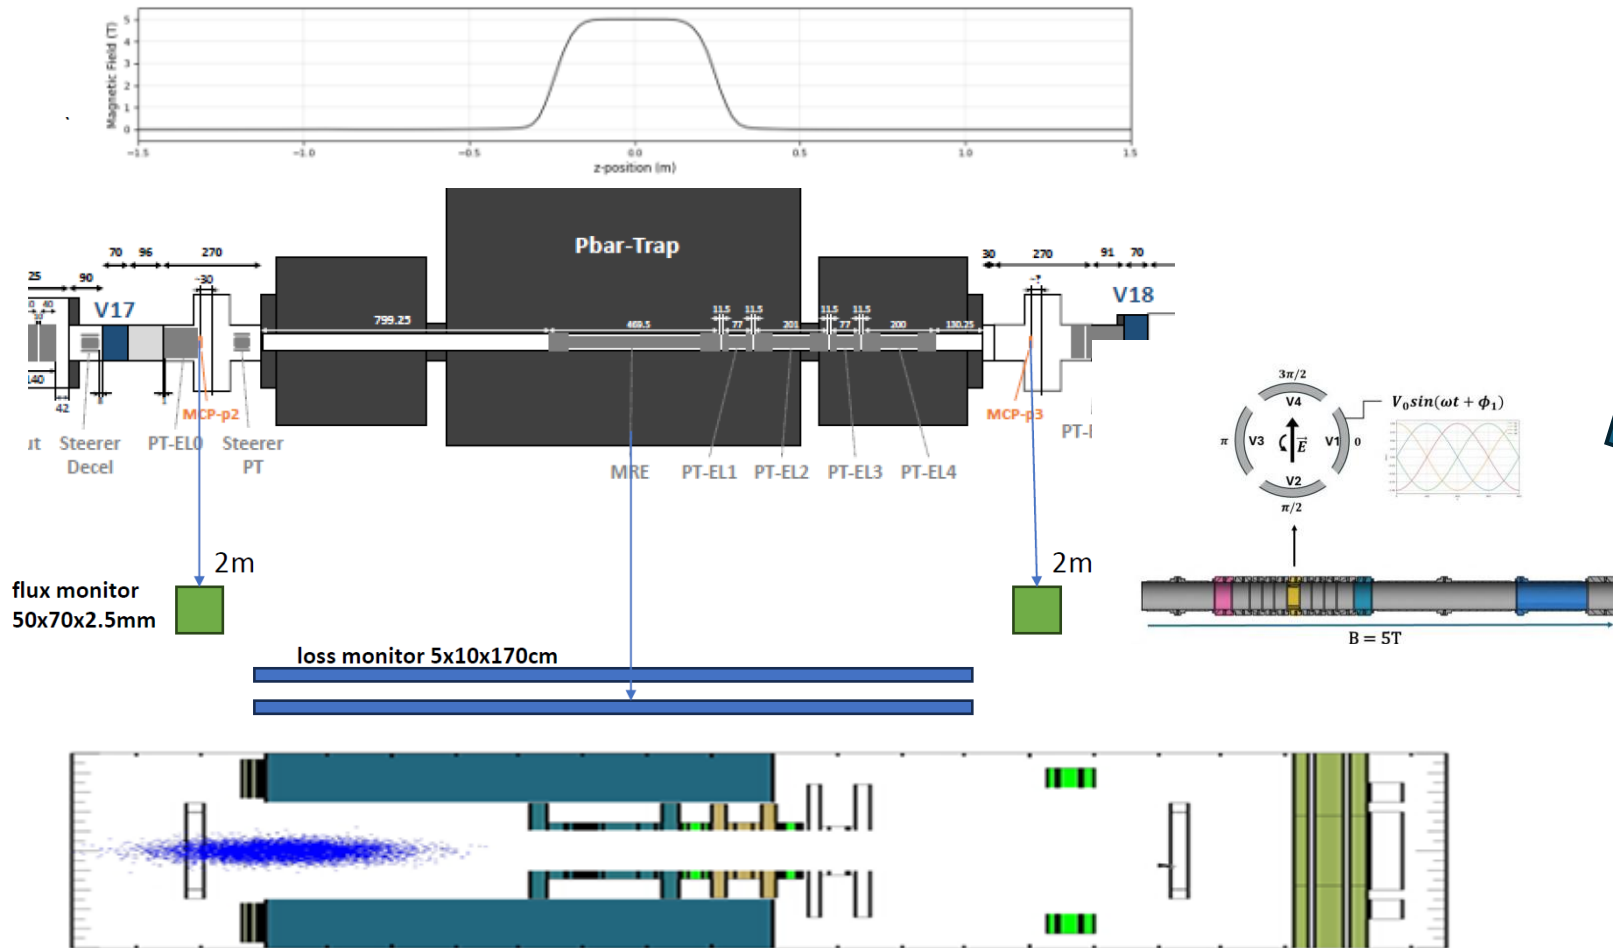 Magnetic Field (T)
5
4
3
2
1
0
−1.5
−1.0
−0.5
0.0
0.5
1.0
1.5
z-position (m)
Pbar-Trap
70
96
270
~30
25
90
V17
40
140
42
799.25
469.5
11.5
77
11.5
201
11.5
77
11.5
200
130.25
30
270
91
70
~?
V18
MCP-p2
MCP-p3
Steerer
Decel
PT-EL0
Steerer
PT
MRE
PT-EL1
PT-EL2
PT-EL3
PT-EL4
3π/2
V4
π
V3
E
V1
0
V2
π/2
V₀sin(ωt + ϕ₁)
2m
2m
flux monitor
50x70x2.5mm
B = 5T
loss monitor 5x10x170cm